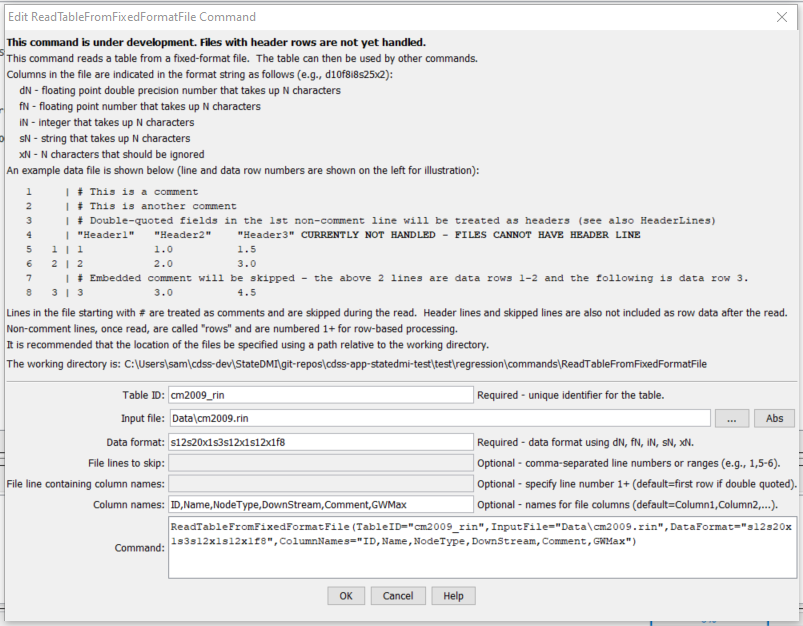 Edit ReadTableFromFixedFormatFile Command
This command is under development. Files with header rows are not yet handled.
This command reads a table from a fixed-format file. The table can then be used by other commands.
Columns in the file are indicated in the format string as follows (e.g., d10f8i8s25x2):
dN - floating point double precision number that takes up N characters
fN - floating point number that takes up N characters
iN - integer that takes up N characters
sN - string that takes up N characters
xN - N characters that should be ignored
An example data file is shown below (line and data row numbers are shown on the left for illustration):
1 | # This is a comment
2 | # This is another comment
3 | # Double-quoted fields in the 1st non-comment line will be treated as headers (see also HeaderLines)
4 | "Header1" "Header2" "Header3" CURRENTLY NOT HANDLED - FILES CANNOT HAVE HEADER LINE
5 1 | 1 1.0 1.5
6 2 | 2 2.0 3.0
7 | # Embedded comment will be skipped - the above 2 lines are data rows 1-2 and the following is data row 3.
8 3 | 3 3.0 4.5
Lines in the file starting with # are treated as comments and are skipped during the read. Header lines and skipped lines are also not included as row data after the read.
Non-comment lines, once read, are called "rows" and are numbered 1+ for row-based processing.
It is recommended that the location of the files be specified using a path relative to the working directory.
The working directory is: C:\Users\sam\cdss-dev\StateDMI\git-repos\cdss-app-statedmi-test\test\regression\commands\ReadTableFromFixedFormatFile
Table ID: cm2009_rin Required - unique identifier for the table.
Input file: Data\cm2009.rin ... Abs
Data format: s12s20x1s3s12x1s12x1f8 Required - data format using dN, fN, iN, sN, xN.
File lines to skip: Optional - comma-separated line numbers or ranges (e.g., 1,5-6).
File line containing column names: Optional - specify line number 1+ (default=first row if double quoted).
Column names: ID,Name,NodeType,DownStream,Comment,GWMax Optional - names for file columns (default=Column1,Column2,...).
ReadTableFromFixedFormatFile(TableID="cm2009_rin",InputFile="Data\cm2009.rin",DataFormat="s12s20x
Command: 1s3s12x1s12x1f8",ColumnNames="ID,Name,NodeType,DownStream,Comment,GWMax")
OK Cancel Help